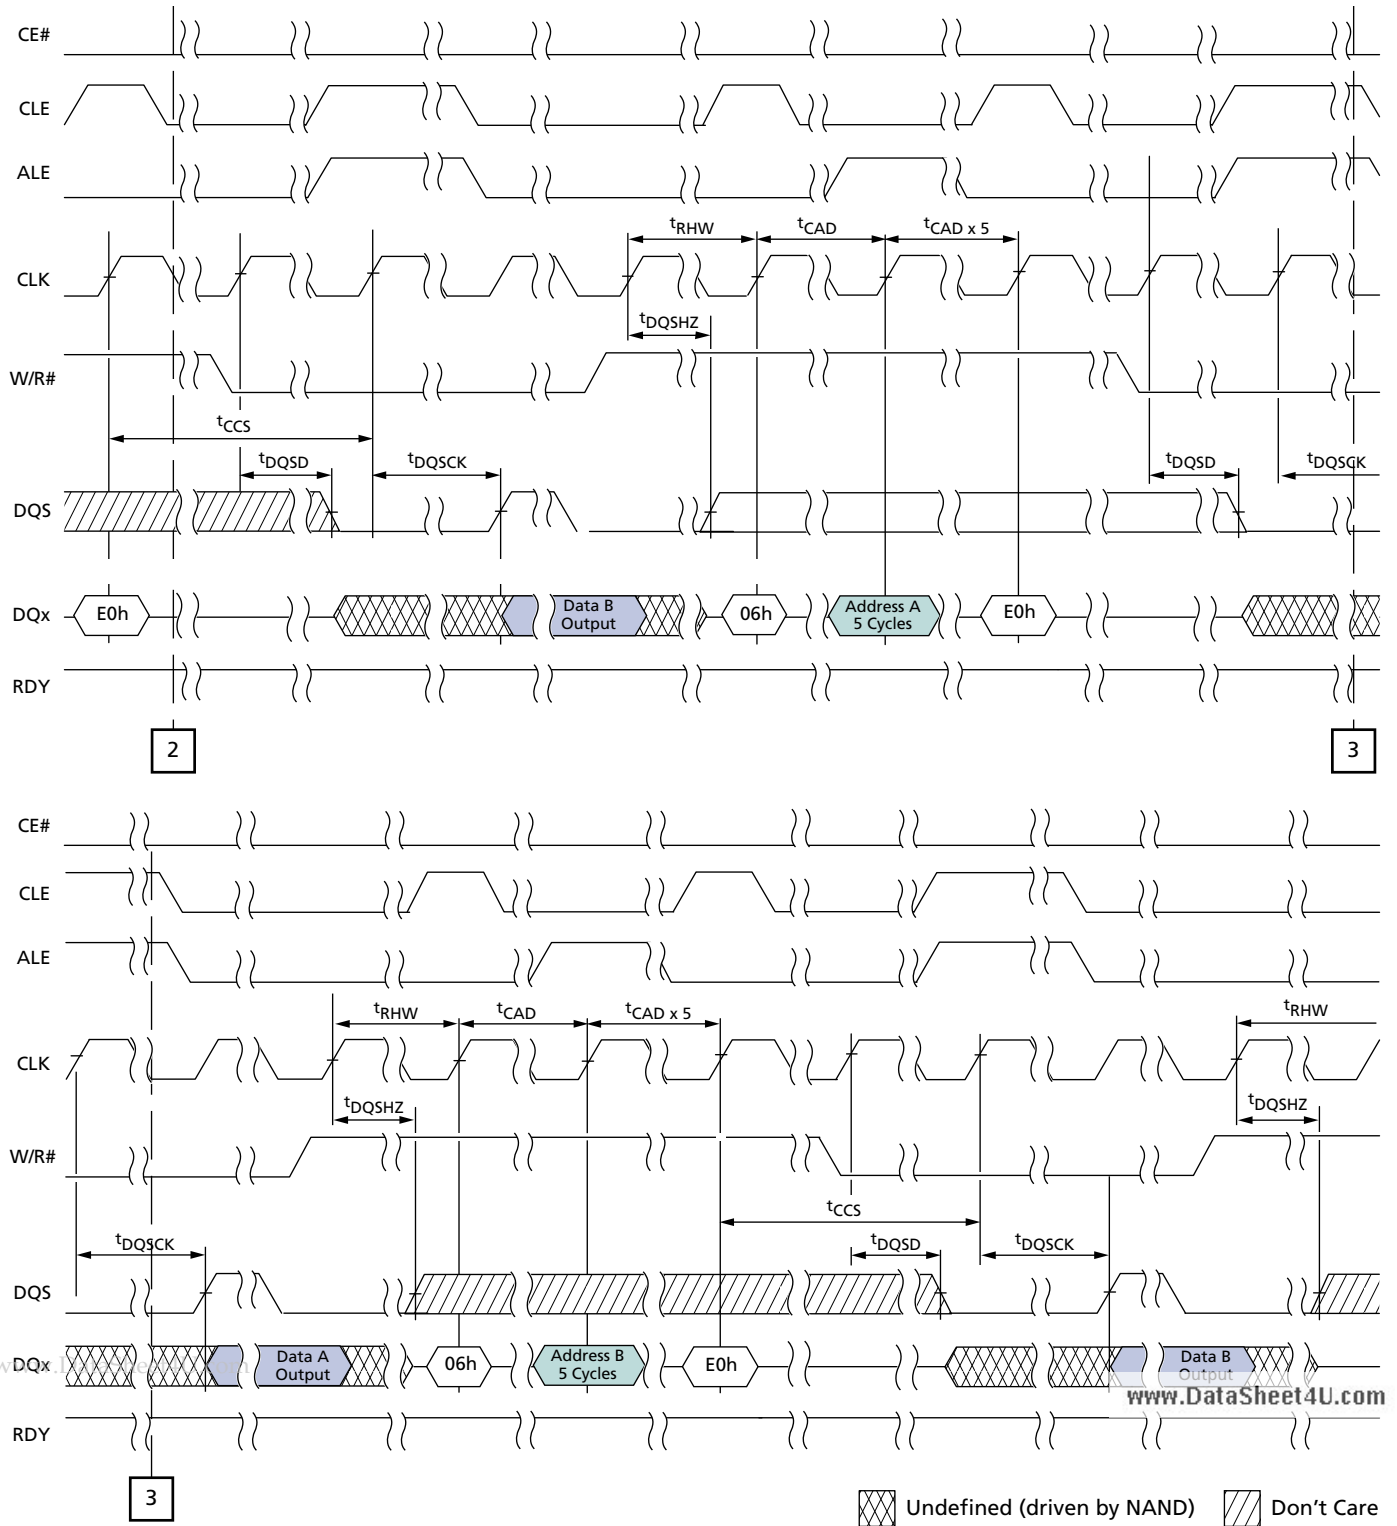 CE#
CLE
ALE
tRHW tCAD tCAD x 5
CLK
tDQSHZ
W/R#
tCCS
tDQSD tDQSCK tDQSD tDQSCK
DQS
DQx E0h Data B Output 06h Address A 5 Cycles E0h
RDY
2 3
CE#
CLE
ALE
tRHW tCAD tCAD x 5 tRHW
CLK
tDQSHZ tDQSHZ
W/R#
tCCS
tDQSCK tDQSD tDQSCK
DQS
DQx Data A Output 06h Address B 5 Cycles E0h Data B Output
www.DataSheet4U.com
www.DataSheet4U.com
RDY
3
Undefined (driven by NAND) Don't Care